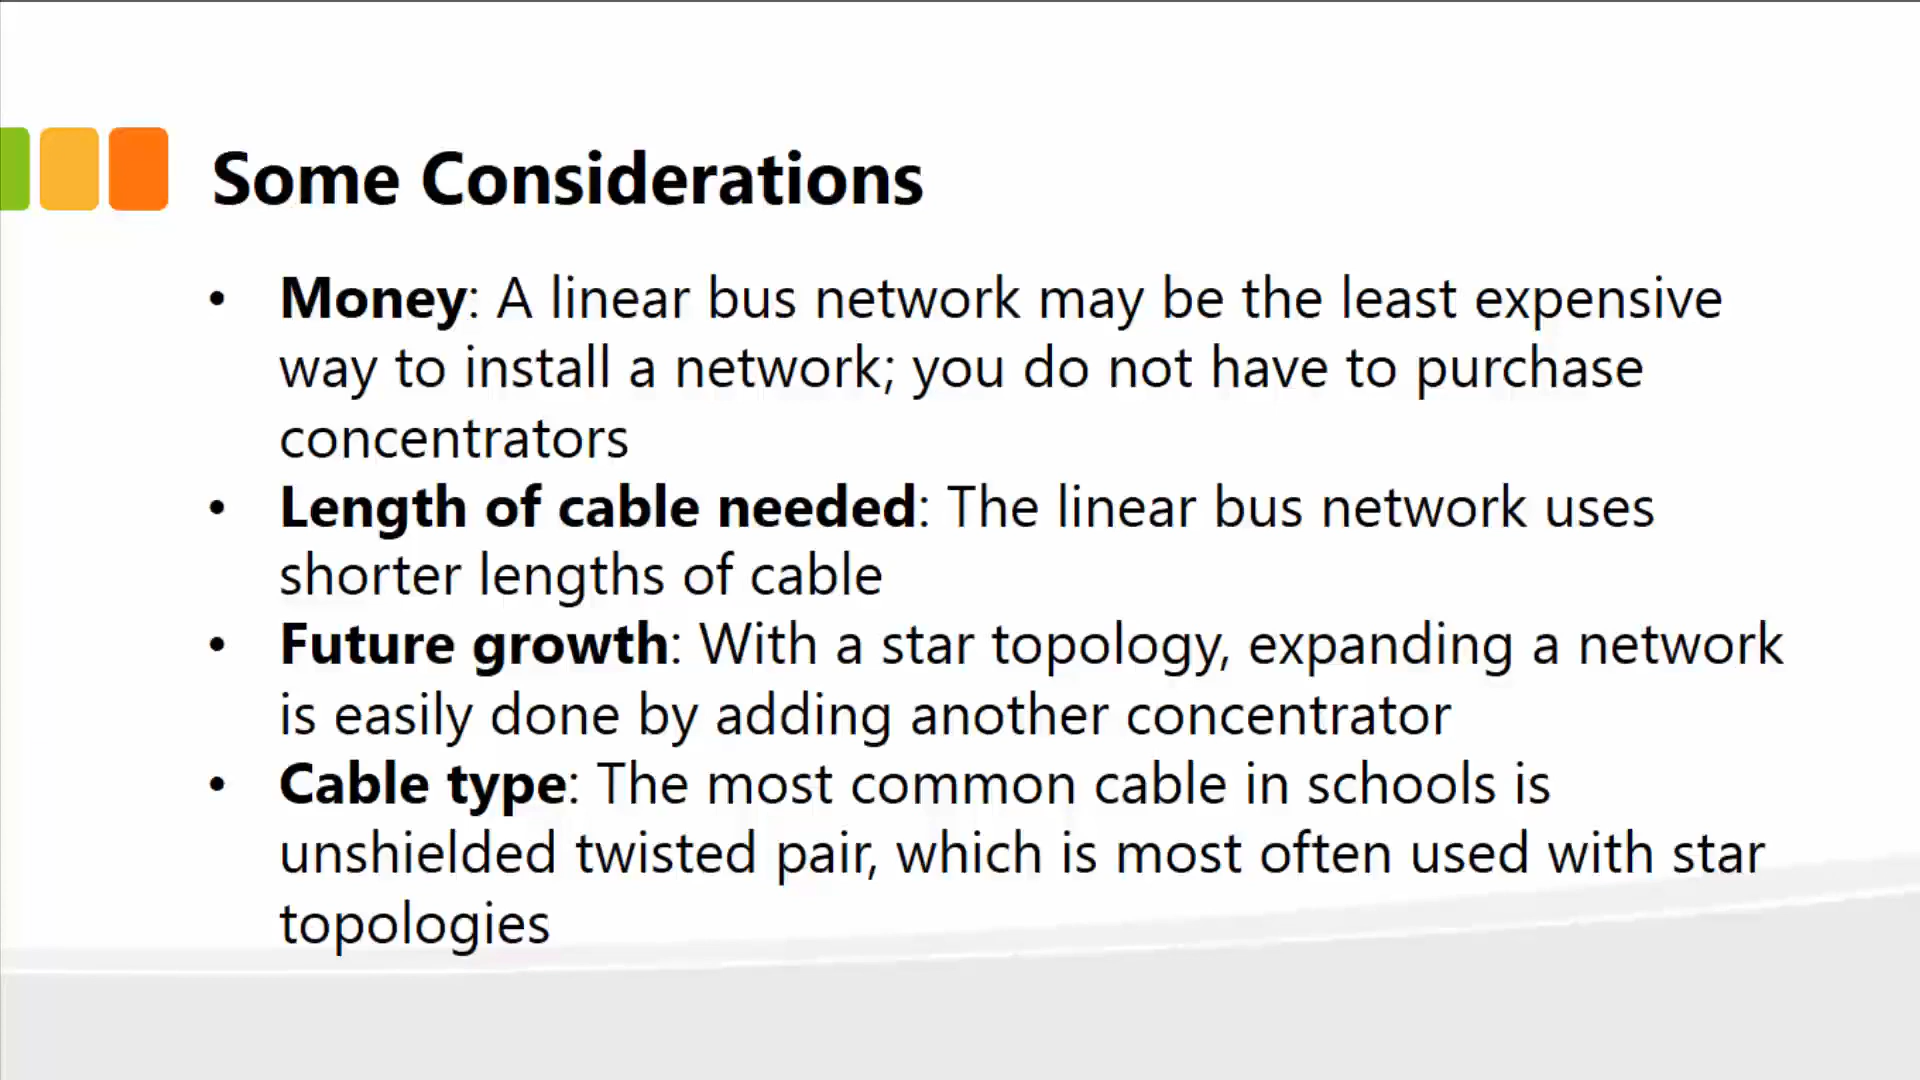 Some Considerations
• Money: A linear bus network may be the least expensive
way to install a network; you do not have to purchase
concentrators
• Length of cable needed: The linear bus network uses
shorter lengths of cable
• Future growth: With a star topology, expanding a network
is easily done by adding another concentrator
• Cable type: The most common cable in schools is
unshielded twisted pair, which is most often used with star
topologies